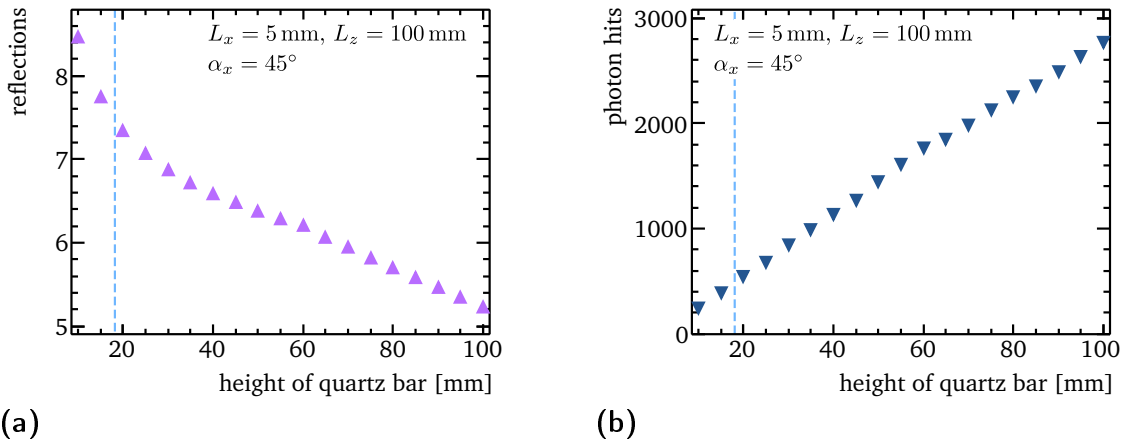 reflections
8
7
6
5
L_x = 5 mm, L_z = 100 mm
α_x = 45°
20 40 60 80 100
height of quartz bar [mm]
(a)
photon hits
3000
2000
1000
0
L_x = 5 mm, L_z = 100 mm
α_x = 45°
20 40 60 80 100
height of quartz bar [mm]
(b)